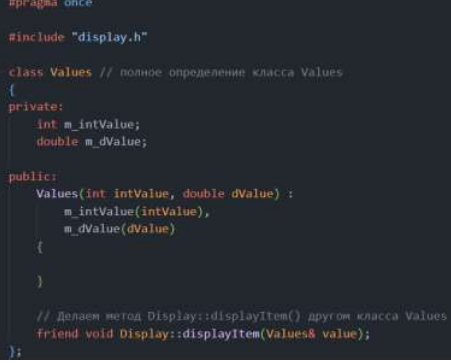 #pragma once
#include "display.h"
class Values // полное определение класса Values
{
private:
int m_intValue;
double m_dValue;
public:
Values(int intValue, double dValue) :
m_intValue(intValue),
m_dValue(dValue)
{
}
// Делаем метод Display::displayItem() другом класса Values
friend void Display::displayItem(Values& value);
};